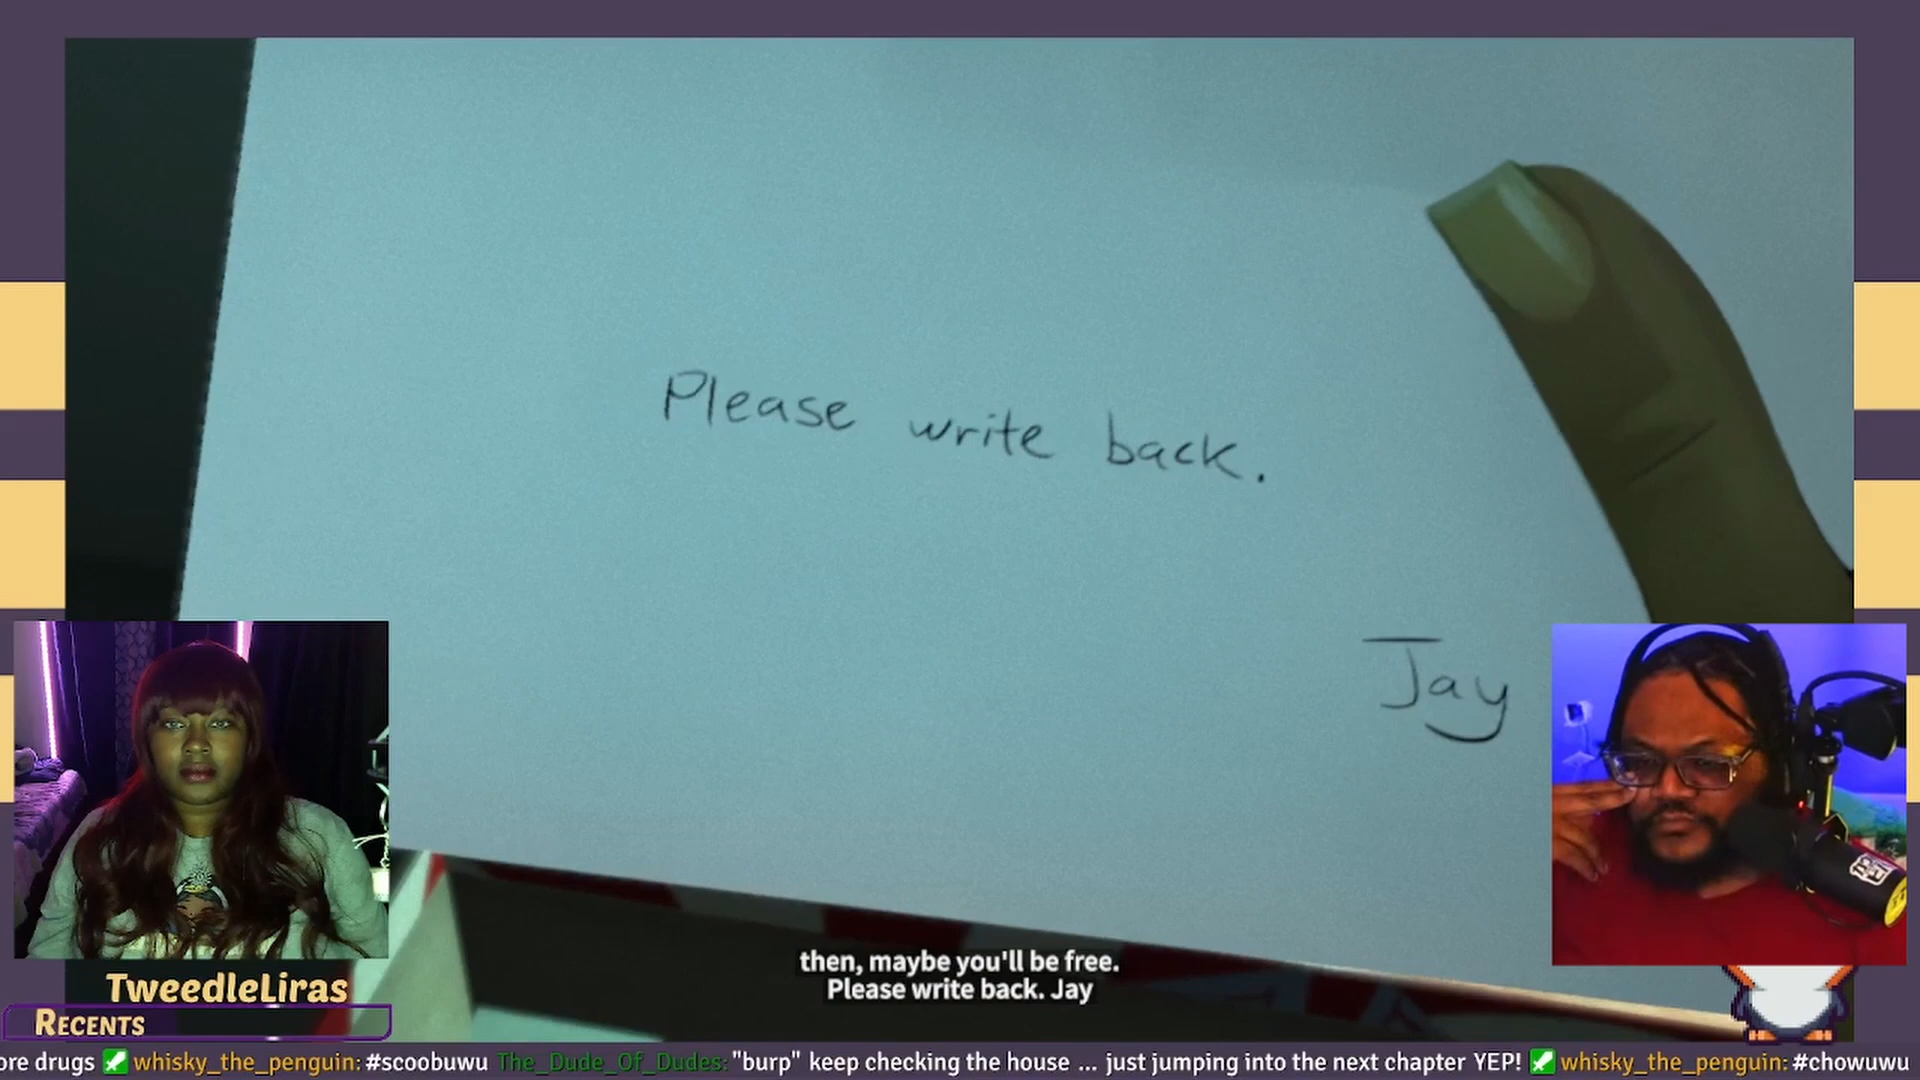 Please write back.
Jay
then, maybe you'll be free.
Please write back. Jay
TweedleLiras
RECENTS
ore drugs whisky_the_penguin: #scoobuwu The_Dude_Of_Dudes: "burp" keep checking the house ... just jumping into the next chapter YEP! whisky_the_penguin: #chowuwu